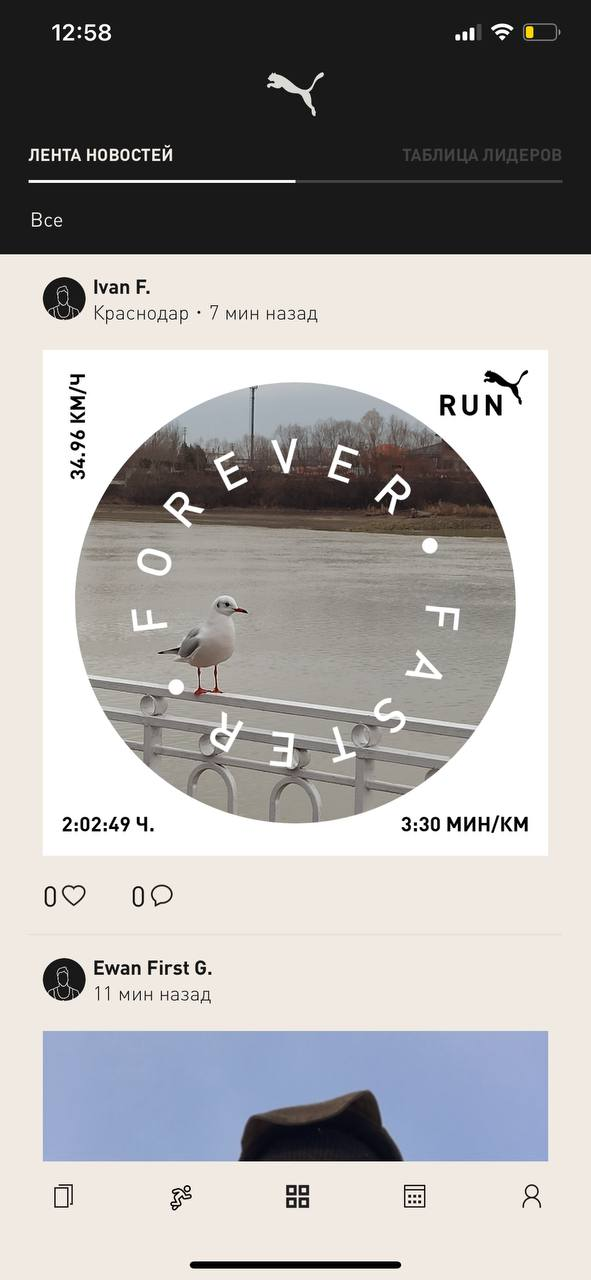 12:58
ЛЕНТА НОВОСТЕЙ
ТАБЛИЦА ЛИДЕРОВ
Все
Ivan F.
Краснодар • 7 мин назад
34.96 КМ/Ч
RUN
FOREVER • FASTER •
2:02:49 Ч.
3:30 МИН/КМ
0
0
Ewan First G.
11 мин назад